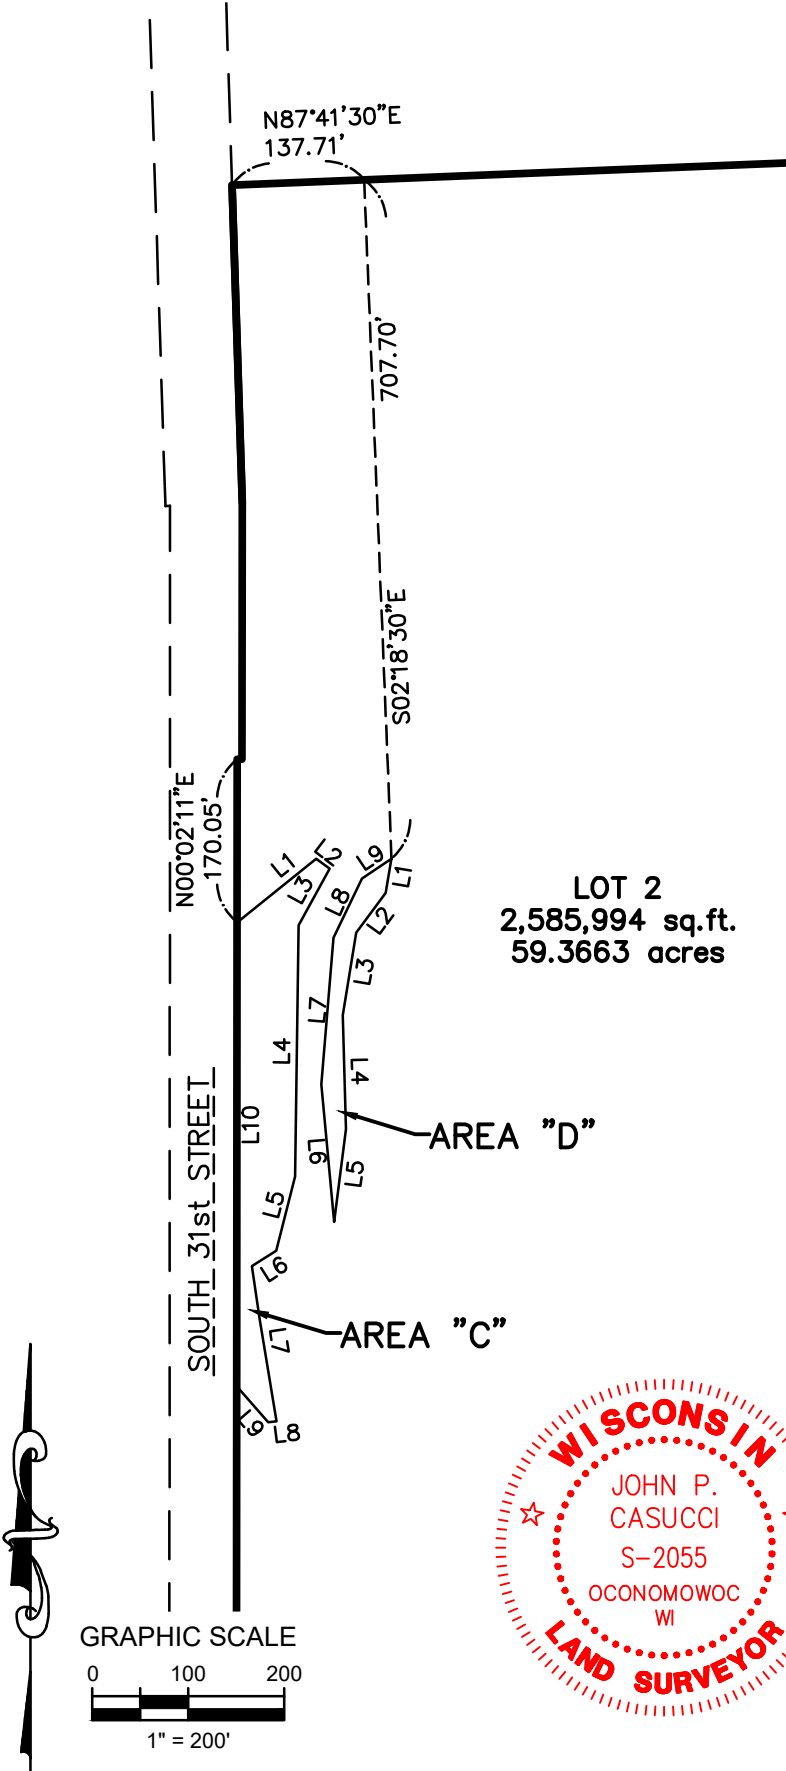 N87°41'30"E
137.71'
707.70'
S02°18'30"E
N00°02'11"E
170.05'
L1
L2
L3
L9
L1
L8
L2
L3
L7
L4
L4
L10
L6
L5
L5
L6
L7
L9
L8
LOT 2
2,585,994 sq.ft.
59.3663 acres
AREA "D"
AREA "C"
SOUTH 31st STREET
WISCONSIN
JOHN P.
CASUCCI
S-2055
OCONOMOWOC
WI
LAND SURVEYOR
GRAPHIC SCALE
0 100 200
1" = 200'